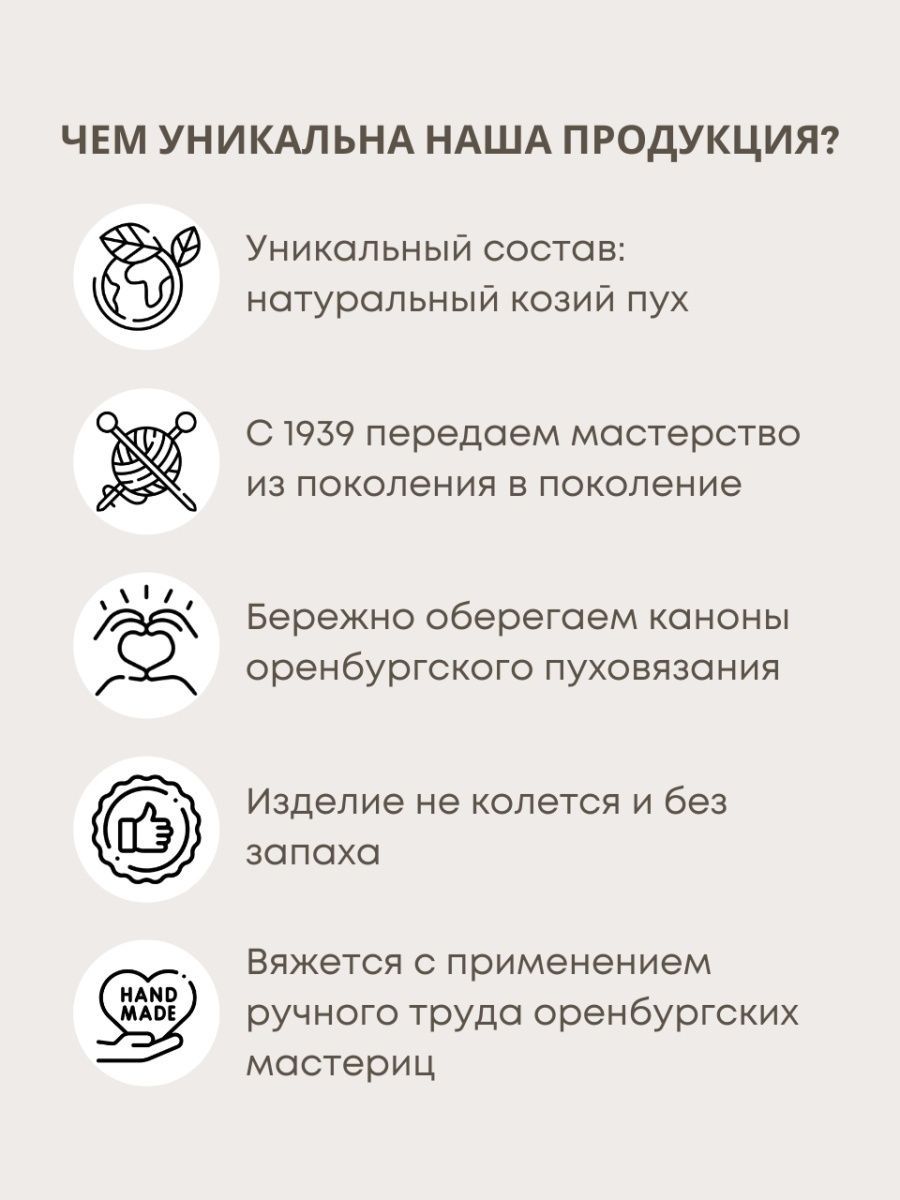 ЧЕМ УНИКАЛЬНА НАША ПРОДУКЦИЯ?
Уникальный состав:
натуральный козий пух
С 1939 передаем мастерство
из поколения в поколение
Бережно оберегаем каноны
оренбургского пуховязания
Изделие не колется и без
запаха
HAND
MADE
Вяжется с применением
ручного труда оренбургских
мастериц